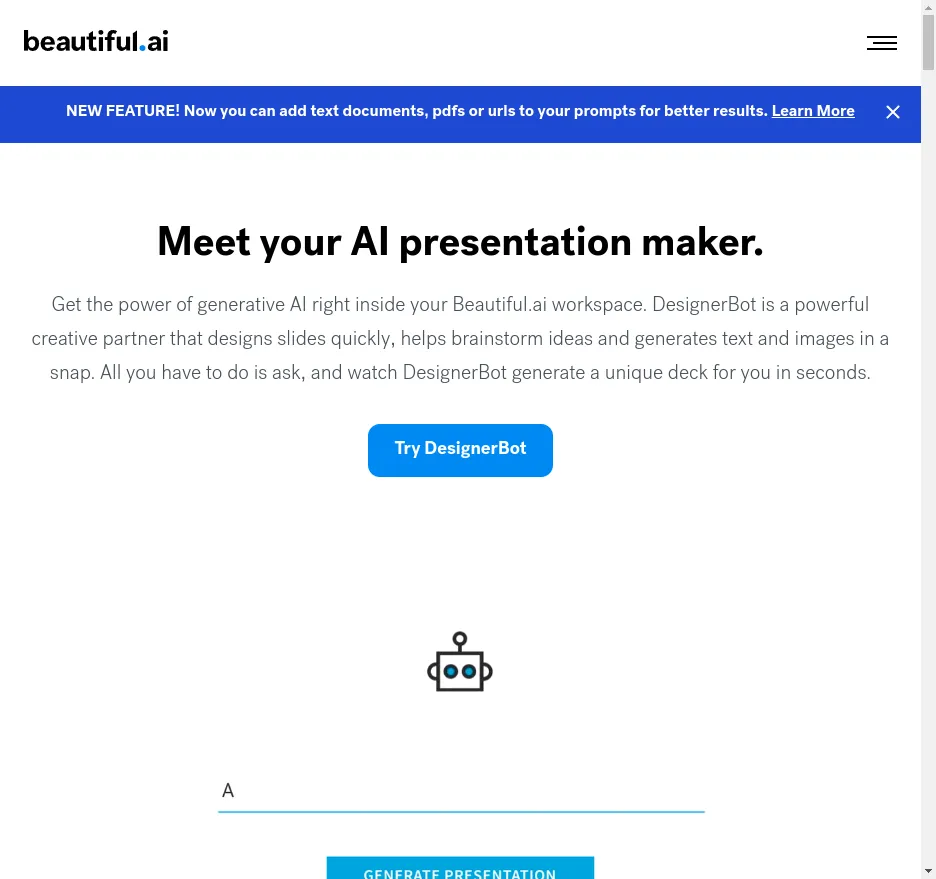 beautiful.ai
NEW FEATURE! Now you can add text documents, pdfs or urls to your prompts for better results. Learn More
Meet your AI presentation maker.
Get the power of generative AI right inside your Beautiful.ai workspace. DesignerBot is a powerful
creative partner that designs slides quickly, helps brainstorm ideas and generates text and images in a
snap. All you have to do is ask, and watch DesignerBot generate a unique deck for you in seconds.
Try DesignerBot
A
GENERATE PRESENTATION